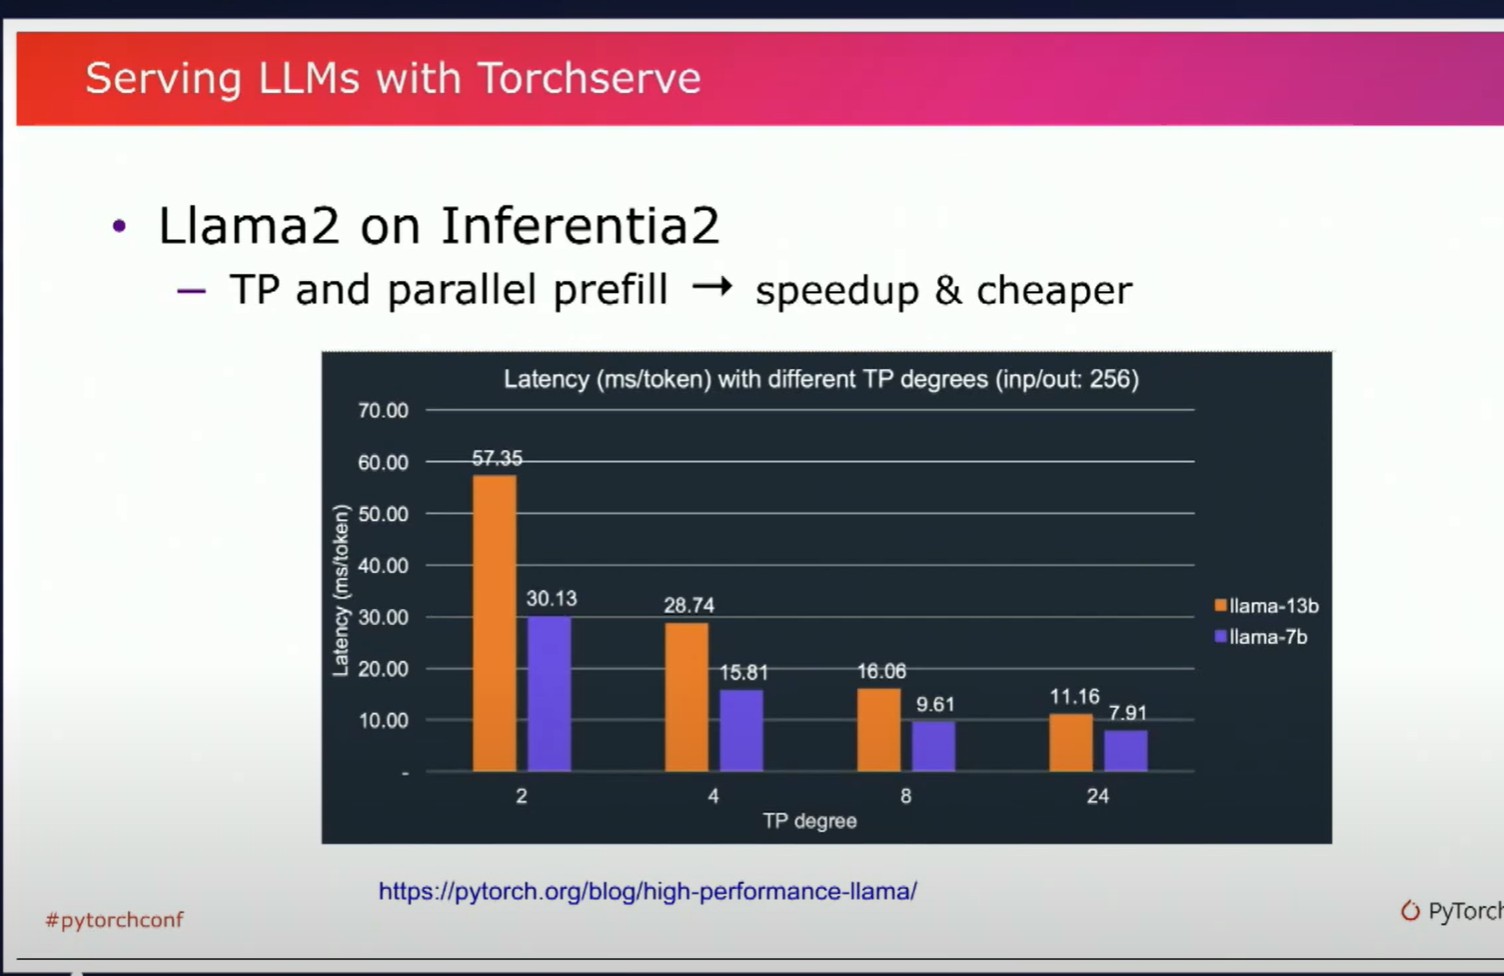 Serving LLMs with Torchserve
• Llama2 on Inferentia2
– TP and parallel prefill → speedup & cheaper
Latency (ms/token) with different TP degrees (inp/out: 256)
Latency (ms/token)
70.00
60.00
50.00
40.00
30.00
20.00
10.00
-
57.35
30.13
28.74
15.81
16.06
9.61
11.16
7.91
2
4
8
24
TP degree
llama-13b
llama-7b
https://pytorch.org/blog/high-performance-llama/
#pytorchconf
PyTorch